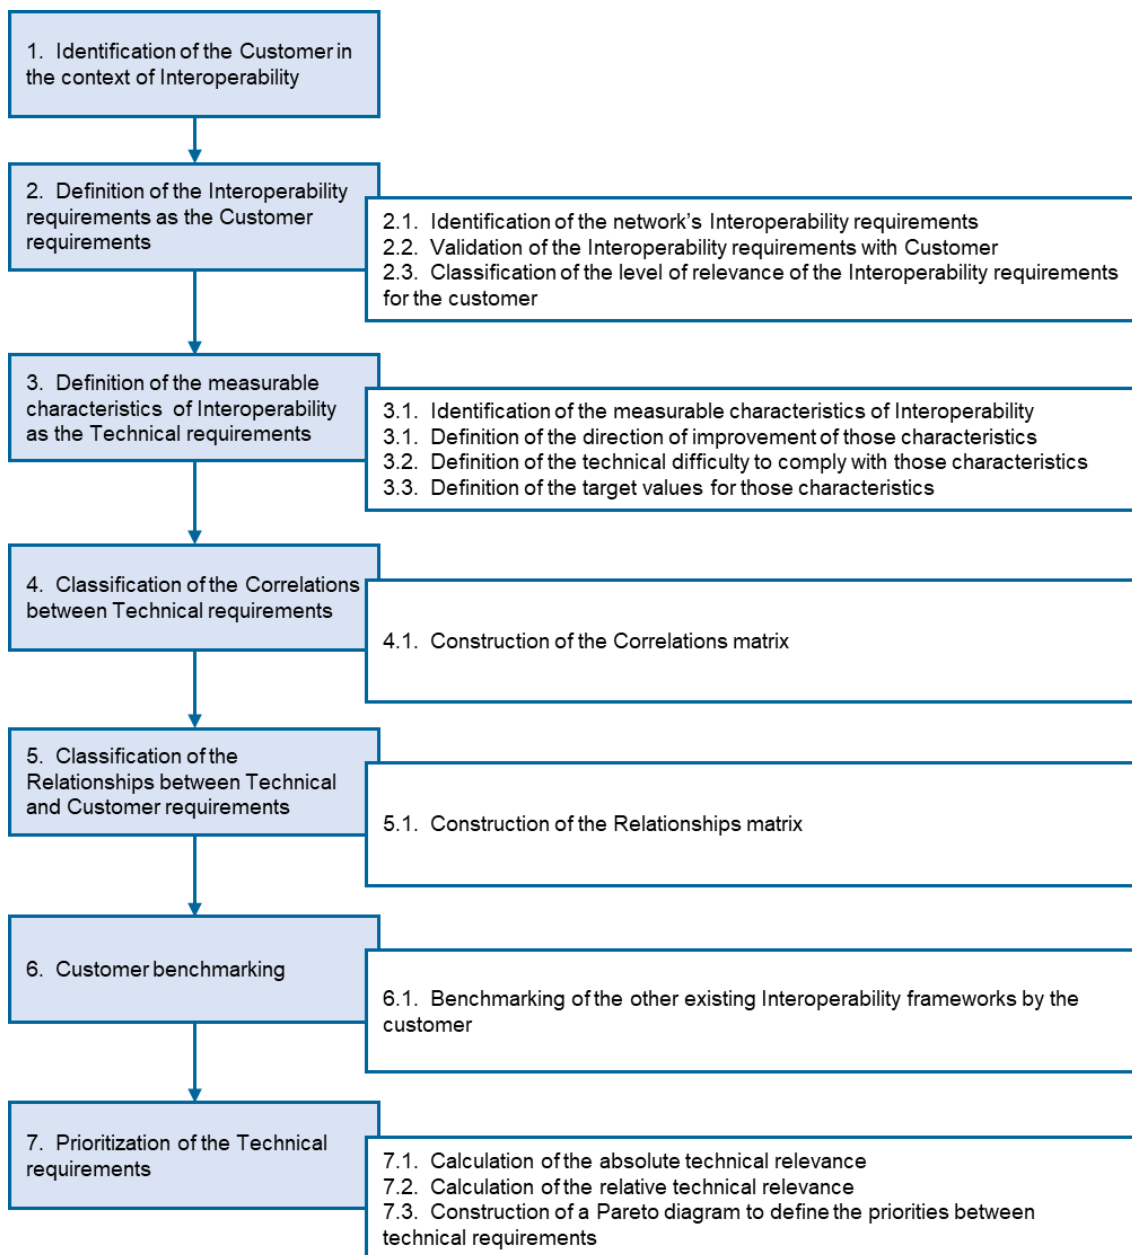 1. Identification of the Customer in
the context of Interoperability
2. Definition of the Interoperability
requirements as the Customer
requirements
2.1. Identification of the network's Interoperability requirements
2.2. Validation of the Interoperability requirements with Customer
2.3. Classification of the level of relevance of the Interoperability requirements
for the customer
3. Definition of the measurable
characteristics of Interoperability
as the Technical requirements
3.1. Identification of the measurable characteristics of Interoperability
3.1. Definition of the direction of improvement of those characteristics
3.2. Definition of the technical difficulty to comply with those characteristics
3.3. Definition of the target values for those characteristics
4. Classification of the Correlations
between Technical requirements
4.1. Construction of the Correlations matrix
5. Classification of the
Relationships between Technical
and Customer requirements
5.1. Construction of the Relationships matrix
6. Customer benchmarking
6.1. Benchmarking of the other existing Interoperability frameworks by the
customer
7. Prioritization of the Technical
requirements
7.1. Calculation of the absolute technical relevance
7.2. Calculation of the relative technical relevance
7.3. Construction of a Pareto diagram to define the priorities between
technical requirements